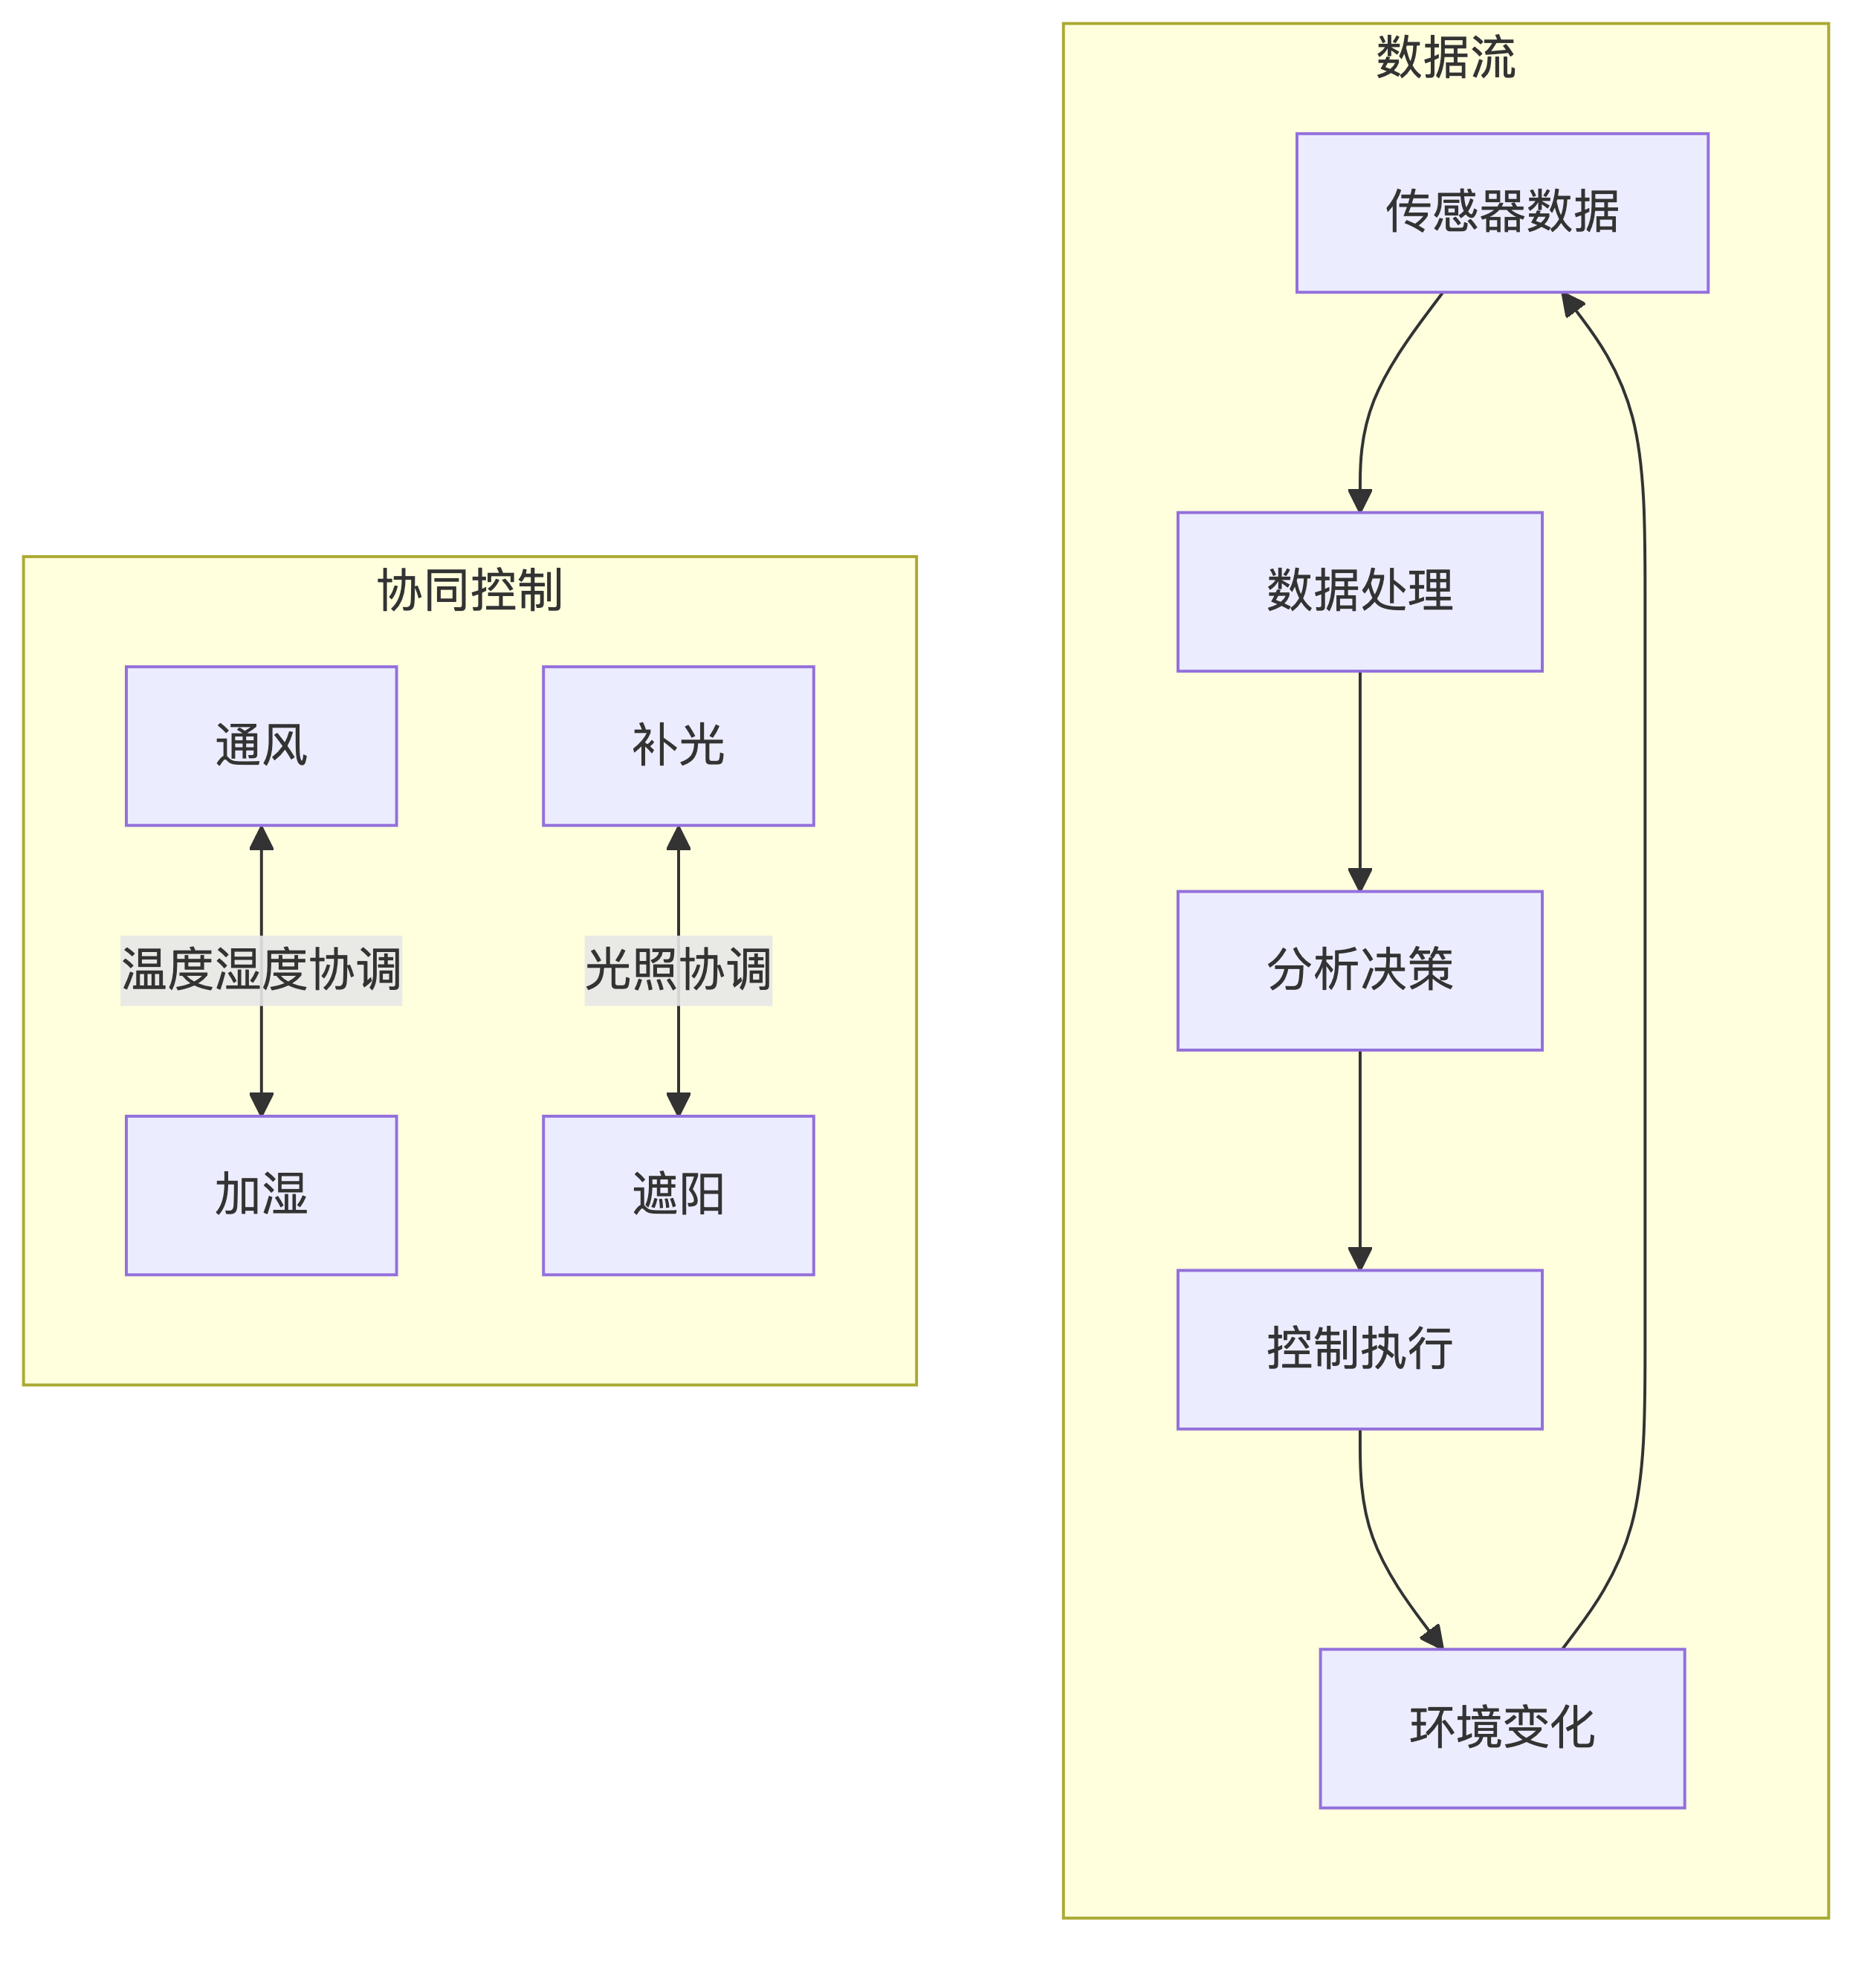 协同控制
通风
补光
温度湿度协调
光照协调
加湿
遮阳
数据流
传感器数据
数据处理
分析决策
控制执行
环境变化